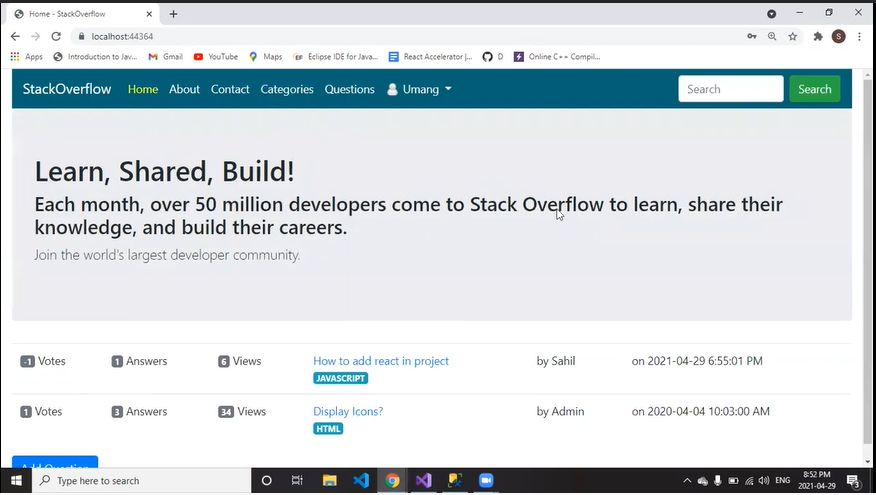 Home - StackOverflow
localhost:44364
S
Apps Introduction to Jav... Gmail YouTube Maps Eclipse IDE for Java... React Accelerator J... D Online C++ Compil...
StackOverflow Home About Contact Categories Questions Umang Search Search
Learn, Shared, Build!
Each month, over 50 million developers come to Stack Overflow to learn, share their
knowledge, and build their careers.
Join the world's largest developer community.
-1 Votes 1 Answers 6 Views How to add react in project by Sahil on 2021-04-29 6:55:01 PM
JAVASCRIPT
1 Votes 3 Answers 34 Views Display Icons? by Admin on 2020-04-04 10:03:00 AM
HTML
Add Question
Type here to search ENG 8:52 PM
2021-04-29 3